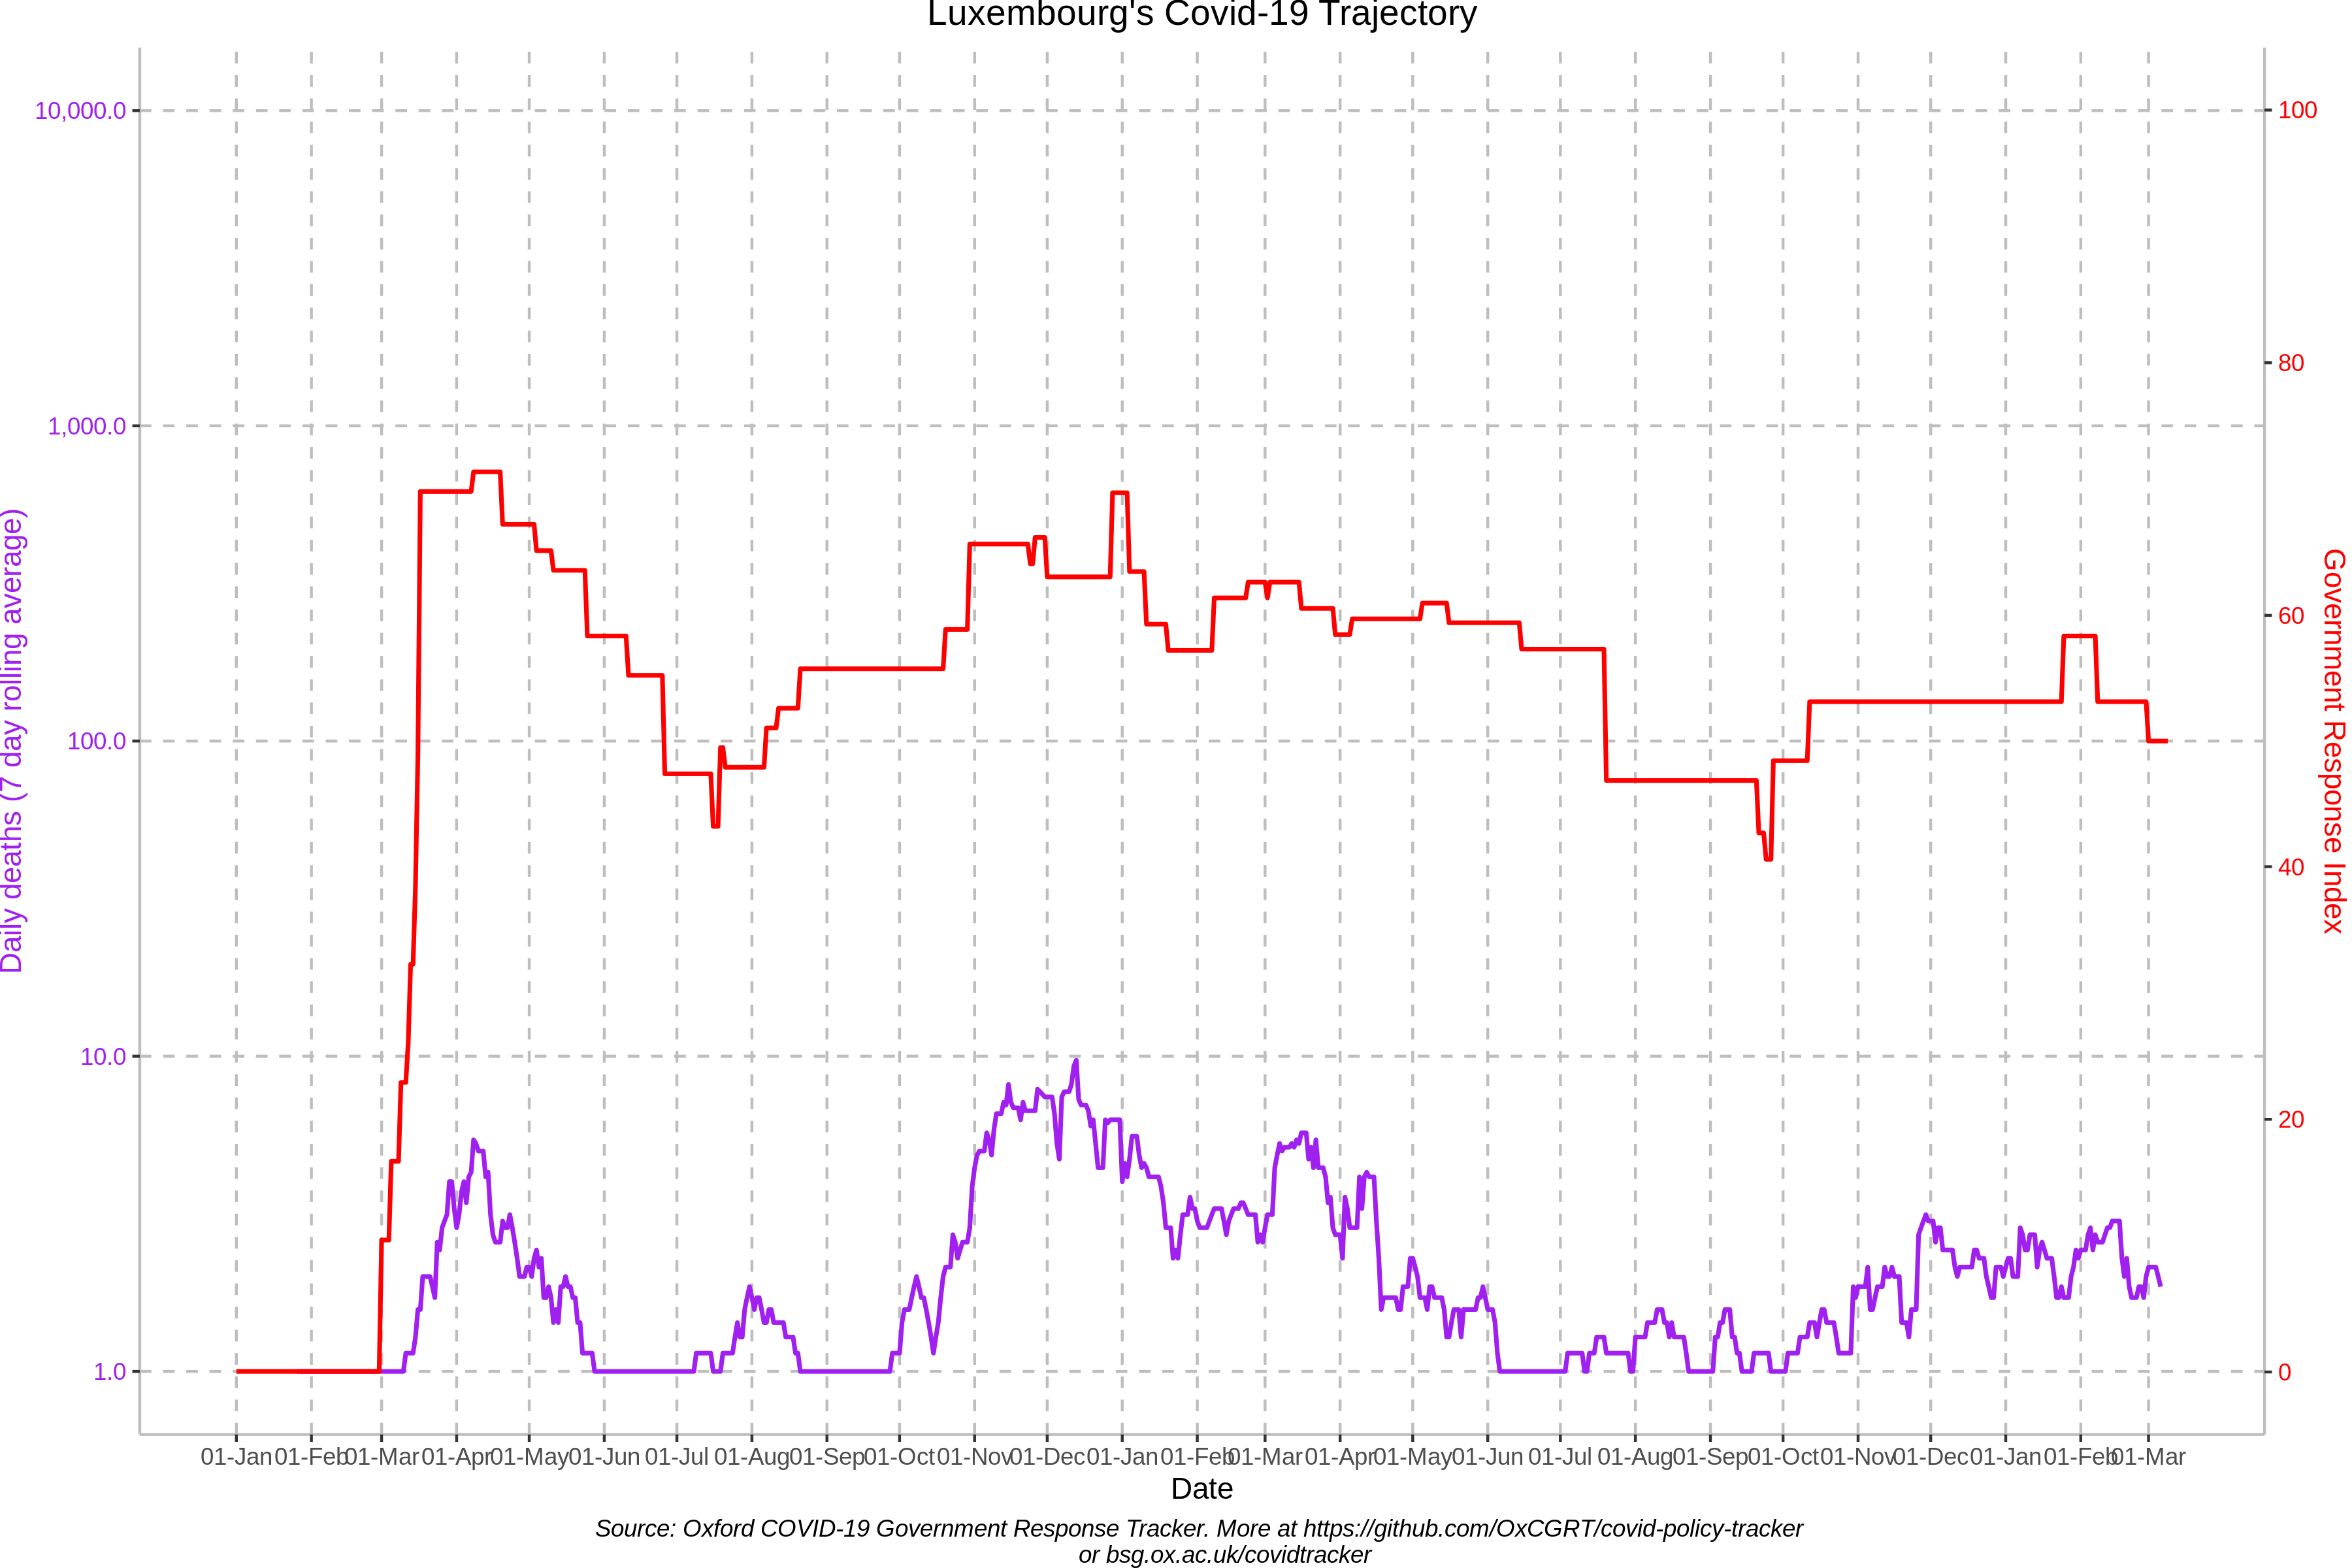 Luxembourg's Covid-19 Trajectory
10,000.0
1,000.0
100.0
10.0
1.0
Daily deaths (7 day rolling average)
100
80
60
40
20
0
Government Response Index
01-Jan 01-Feb 01-Mar 01-Apr 01-May 01-Jun 01-Jul 01-Aug 01-Sep 01-Oct 01-Nov 01-Dec 01-Jan 01-Feb 01-Mar 01-Apr 01-May 01-Jun 01-Jul 01-Aug 01-Sep 01-Oct 01-Nov 01-Dec 01-Jan 01-Feb 01-Mar
Date
Source: Oxford COVID-19 Government Response Tracker. More at https://github.com/OxCGRT/covid-policy-tracker
or bsg.ox.ac.uk/covidtracker